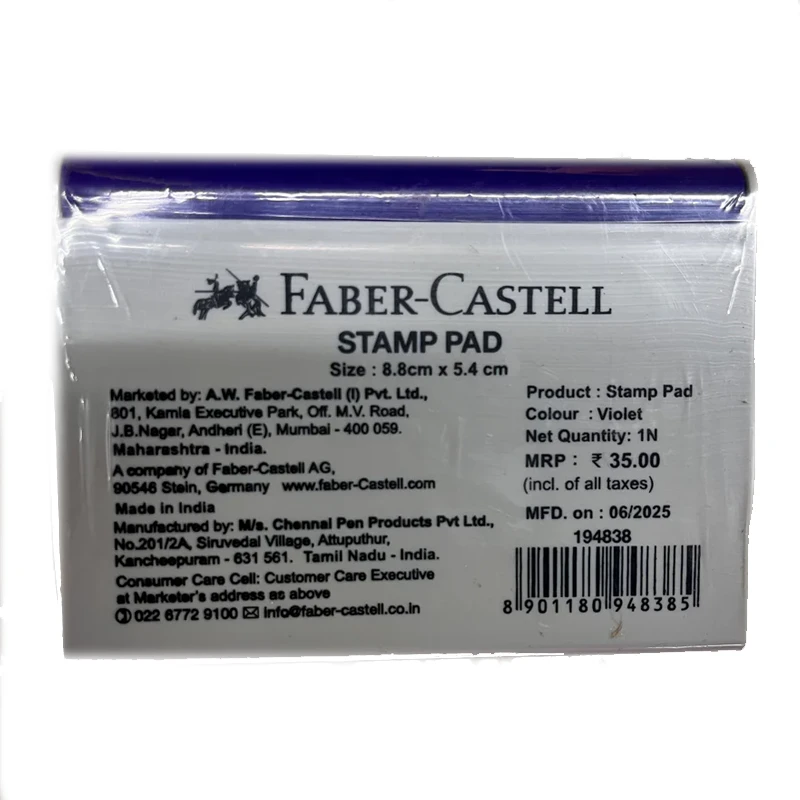 FABER-CASTELL
STAMP PAD
Size : 8.8cm x 5.4 cm
Marketed by: A.W. Faber-Castell (I) Pvt. Ltd.,
801, Kamla Executive Park, Off. M.V. Road,
J.B.Nagar, Andheri (E), Mumbai - 400 059.
Maharashtra - India.
A company of Faber-Castell AG,
90546 Stein, Germany www.faber-Castell.com
Made in India
Manufactured by: M/s. Chennai Pen Products Pvt Ltd.,
No.201/2A, Siruvedal Village, Attuputhur,
Kancheepuram - 631 561. Tamil Nadu - India.
Consumer Care Cell: Customer Care Executive
at Marketer's address as above
022 6772 9100 info@faber-castell.co.in
Product : Stamp Pad
Colour : Violet
Net Quantity: 1N
MRP : ₹ 35.00
(incl. of all taxes)
MFD. on : 06/2025
194838
8 901180 948385